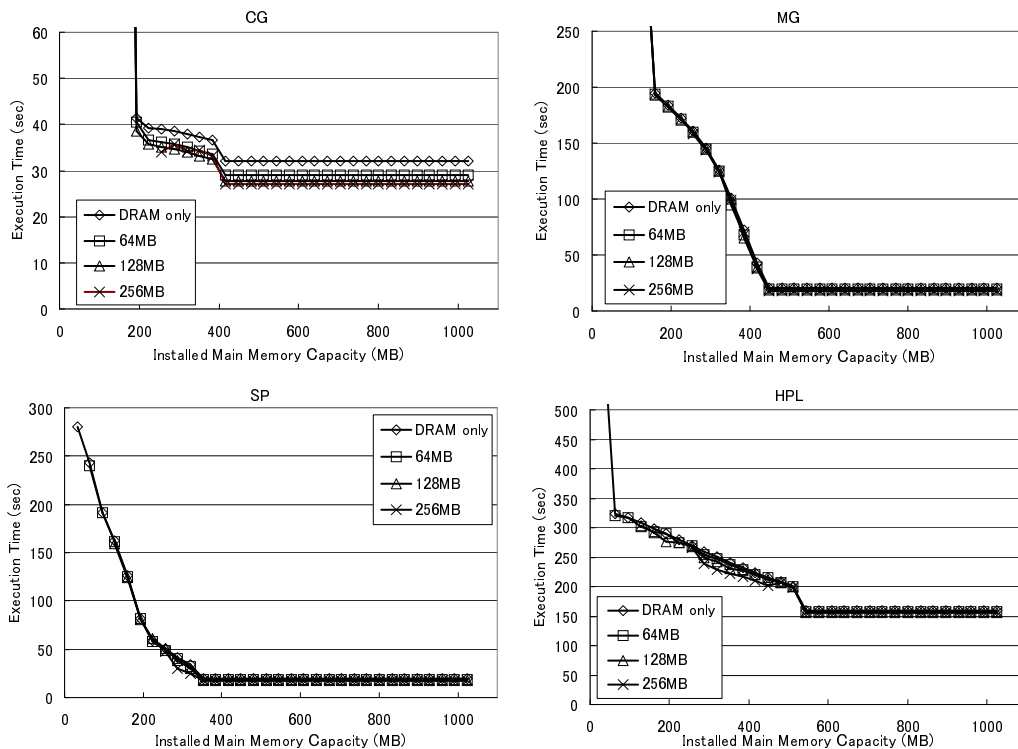 CG
60
50
40
30
20
10
0
Execution Time (sec)
DRAM only
64MB
128MB
256MB
0 200 400 600 800 1000
Installed Main Memory Capacity (MB)
MG
250
200
150
100
50
0
Execution Time (sec)
DRAM only
64MB
128MB
256MB
0 200 400 600 800 1000
Installed Main Memory Capacity (MB)
SP
300
250
200
150
100
50
0
Execution Time (sec)
DRAM only
64MB
128MB
256MB
0 200 400 600 800 1000
Installed Main Memory Capacity (MB)
HPL
500
450
400
350
300
250
200
150
100
50
0
Execution Time (sec)
DRAM only
64MB
128MB
256MB
0 200 400 600 800 1000
Installed Main Memory Capacity (MB)